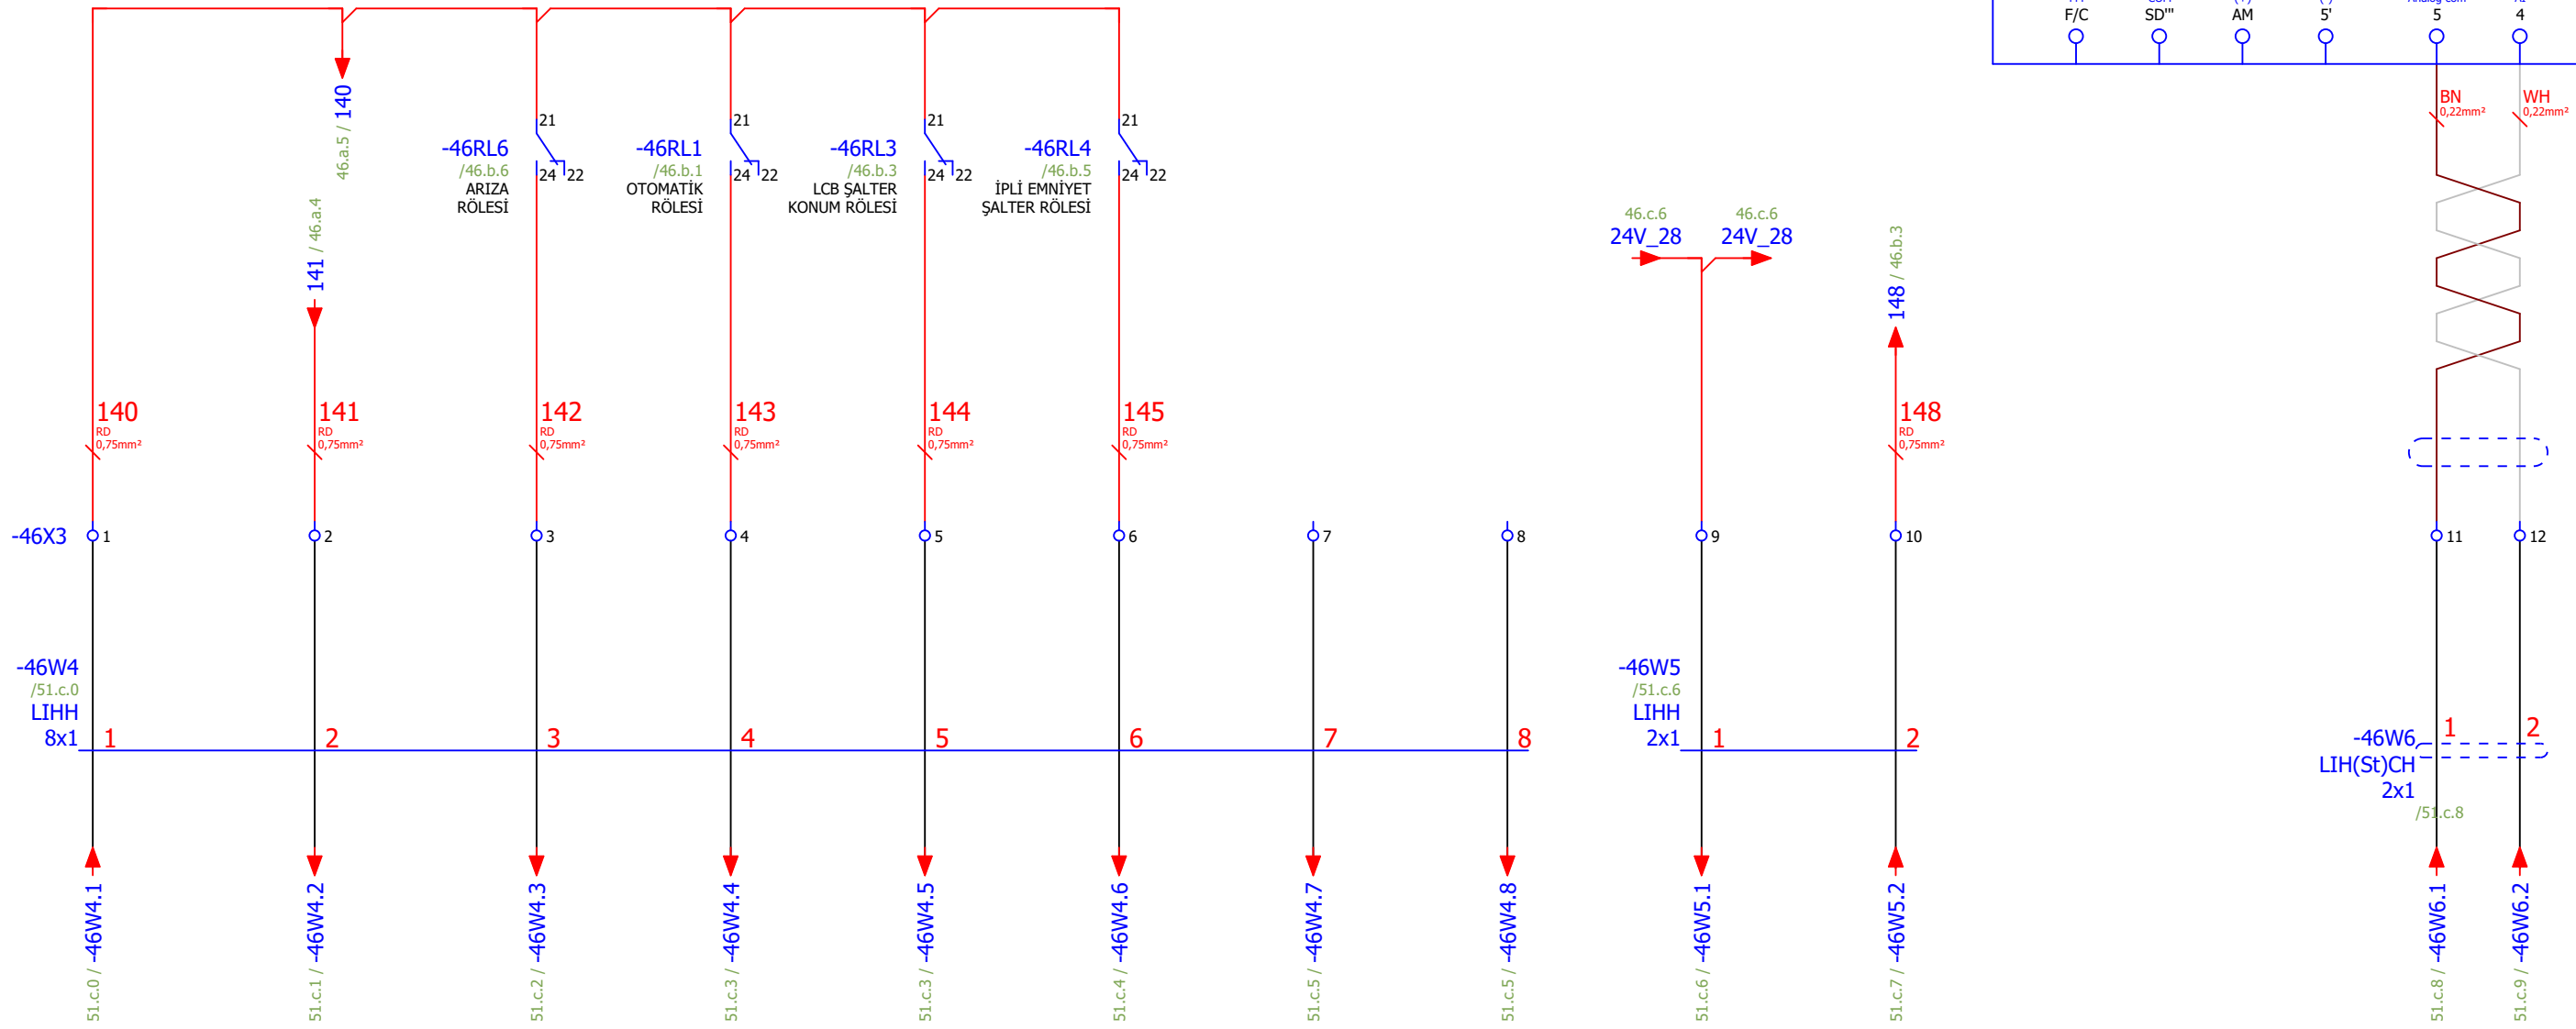 F/C
SD'''
AM
5'
5
4
BN
0,22mm²
WH
0,22mm²
46.a.5 / 140
141 / 46.a.4
21
-46RL6
/46.b.6
24
22
ARIZA
RÖLESİ
21
-46RL1
/46.b.1
24
22
OTOMATİK
RÖLESİ
21
-46RL3
/46.b.3
24
22
LCB ŞALTER
KONUM RÖLESİ
21
-46RL4
/46.b.5
24
22
İPLİ EMNİYET
ŞALTER RÖLESİ
46.c.6
24V_28
46.c.6
24V_28
148 / 46.b.3
140
RD
0,75mm²
141
RD
0,75mm²
142
RD
0,75mm²
143
RD
0,75mm²
144
RD
0,75mm²
145
RD
0,75mm²
148
RD
0,75mm²
-46X3
1
2
3
4
5
6
7
8
9
10
11
12
-46W4
/51.c.0
LIHH
8x1
1
2
3
4
5
6
7
8
-46W5
/51.c.6
LIHH
2x1
1
2
-46W6
LIH(St)CH
2x1
/51.c.8
1
2
51.c.0 / -46W4.1
51.c.1 / -46W4.2
51.c.2 / -46W4.3
51.c.3 / -46W4.4
51.c.3 / -46W4.5
51.c.4 / -46W4.6
51.c.5 / -46W4.7
51.c.5 / -46W4.8
51.c.6 / -46W5.1
51.c.7 / -46W5.2
51.c.8 / -46W6.1
51.c.9 / -46W6.2